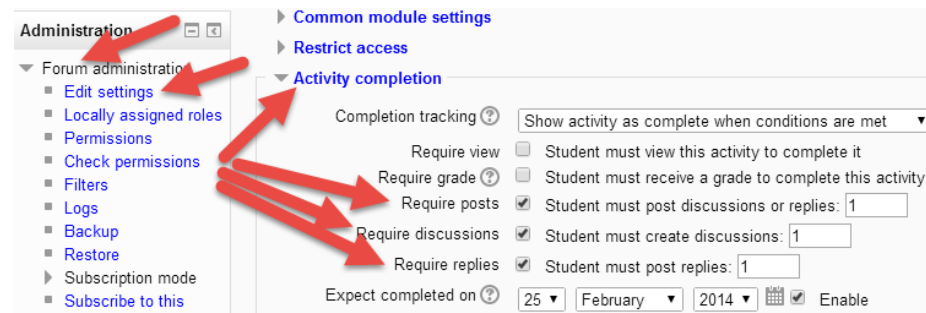 Administration
Forum administration
Edit settings
Locally assigned roles
Permissions
Check permissions
Filters
Logs
Backup
Restore
Subscription mode
Subscribe to this
Common module settings
Restrict access
Activity completion
Completion tracking ? Show activity as complete when conditions are met
Require view Student must view this activity to complete it
Require grade ? Student must receive a grade to complete this activity
Require posts Student must post discussions or replies: 1
Require discussions Student must create discussions: 1
Require replies Student must post replies: 1
Expect completed on ? 25 February 2014 Enable